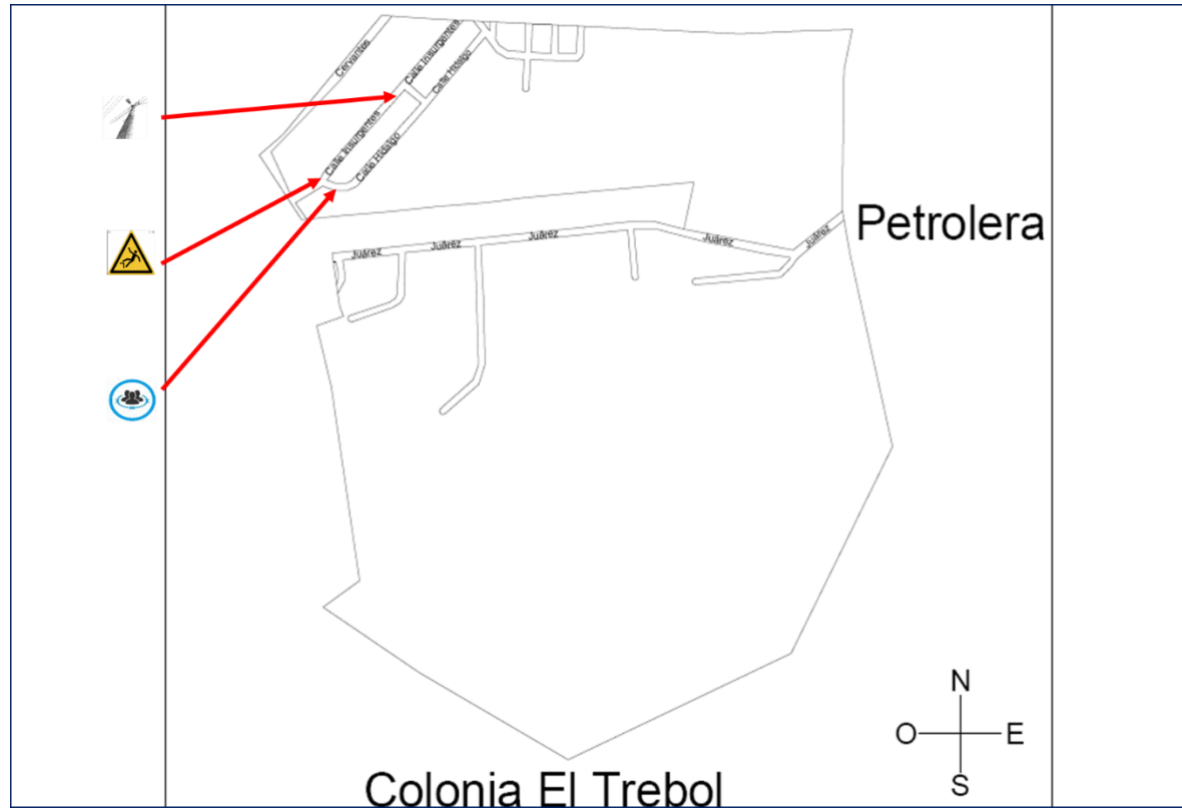 Cervantes
Calle Insurgentes
Calle Hidalgo
Calle Insurgentes
Calle Hidalgo
Juárez
Petrolera
Juárez
Juárez
Juárez
Juárez
N
O
E
S
Colonia El Trebol